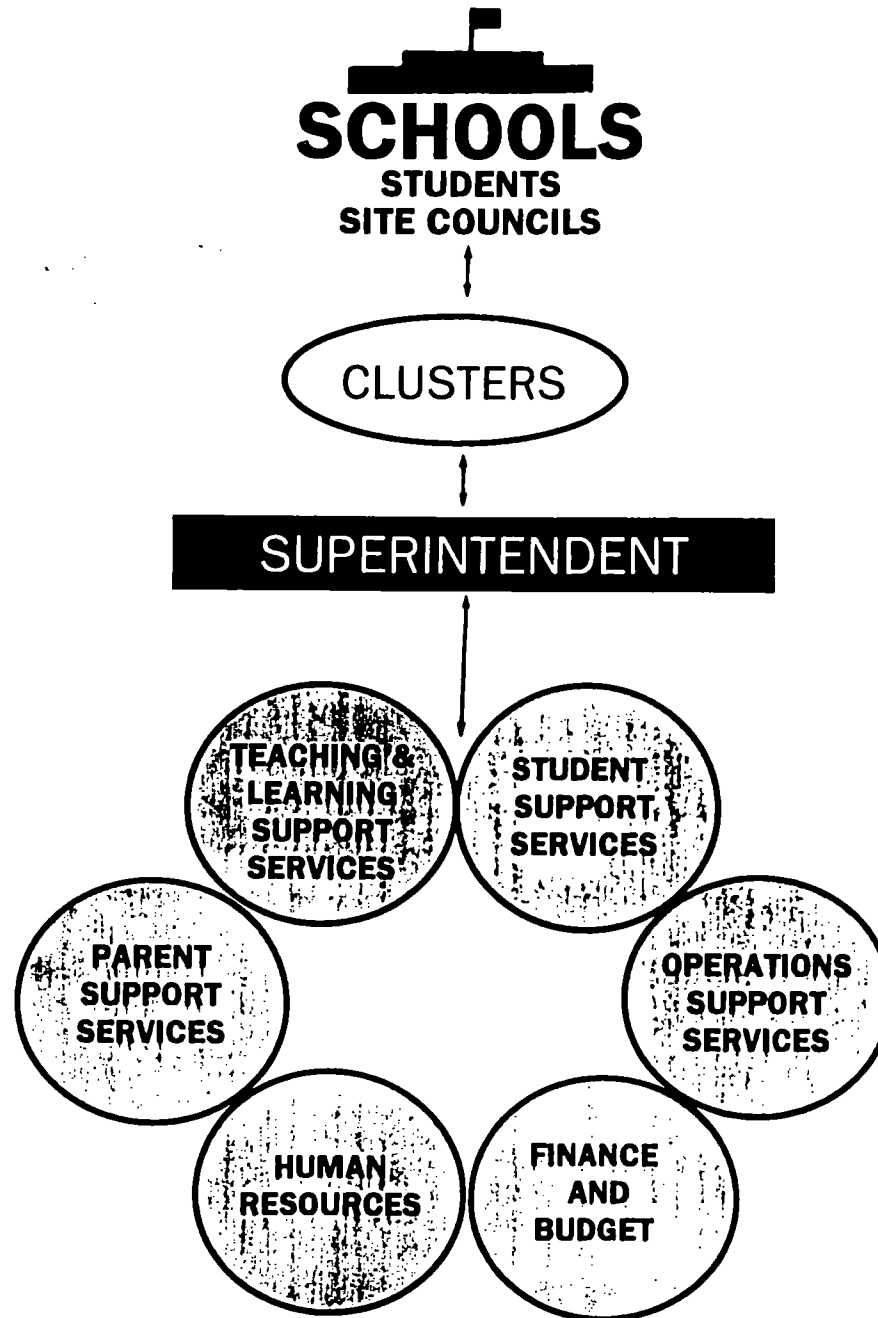 SCHOOLS
STUDENTS
SITE COUNCILS
CLUSTERS
SUPERINTENDENT
TEACHING &
LEARNING
SUPPORT
SERVICES
STUDENT
SUPPORT
SERVICES
PARENT
SUPPORT
SERVICES
OPERATIONS
SUPPORT
SERVICES
HUMAN
RESOURCES
FINANCE
AND
BUDGET